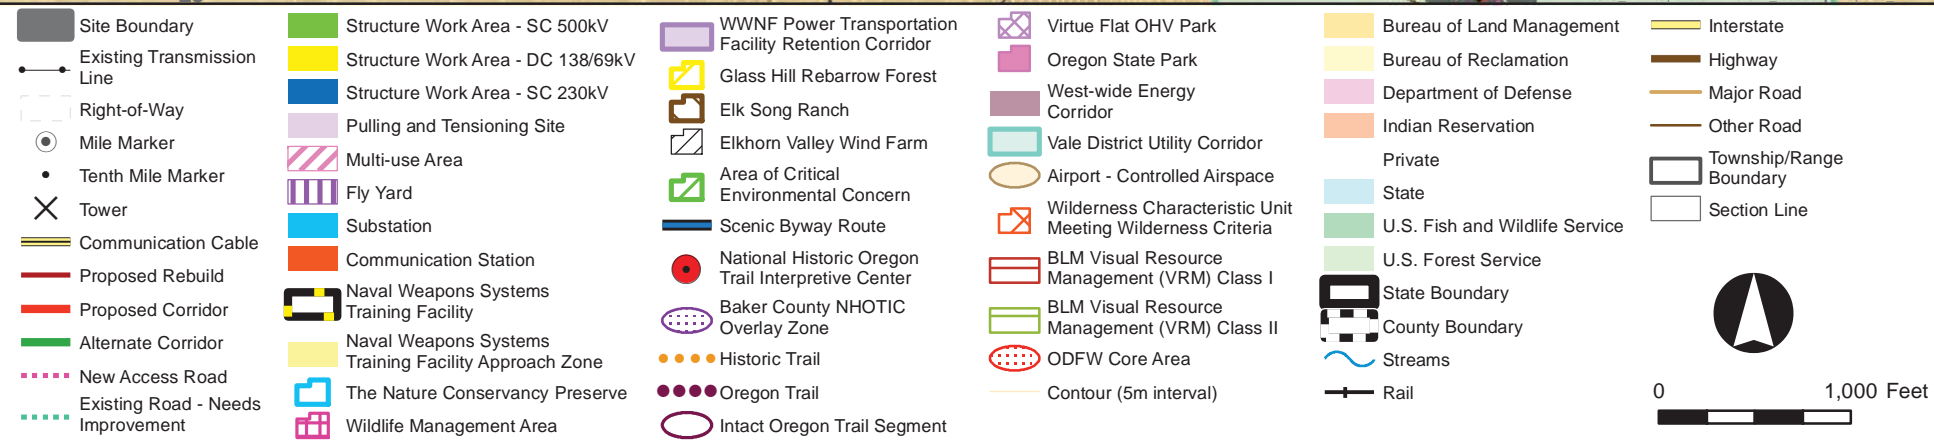 Site Boundary
Existing Transmission
Line
Right-of-Way
Mile Marker
Tenth Mile Marker
Tower
Communication Cable
Proposed Rebuild
Proposed Corridor
Alternate Corridor
New Access Road
Existing Road - Needs
Improvement
Structure Work Area - SC 500kV
Structure Work Area - DC 138/69kV
Structure Work Area - SC 230kV
Pulling and Tensioning Site
Multi-use Area
Fly Yard
Substation
Communication Station
Naval Weapons Systems
Training Facility
Naval Weapons Systems
Training Facility Approach Zone
The Nature Conservancy Preserve
Wildlife Management Area
WWNF Power Transportation
Facility Retention Corridor
Glass Hill Rebarrow Forest
Elk Song Ranch
Elkhorn Valley Wind Farm
Area of Critical
Environmental Concern
Scenic Byway Route
National Historic Oregon
Trail Interpretive Center
Baker County NHOTIC
Overlay Zone
Historic Trail
Oregon Trail
Intact Oregon Trail Segment
Virtue Flat OHV Park
Oregon State Park
West-wide Energy
Corridor
Vale District Utility Corridor
Airport - Controlled Airspace
Wilderness Characteristic Unit
Meeting Wilderness Criteria
BLM Visual Resource
Management (VRM) Class I
BLM Visual Resource
Management (VRM) Class II
ODFW Core Area
Contour (5m interval)
Bureau of Land Management
Bureau of Reclamation
Department of Defense
Indian Reservation
Private
State
U.S. Fish and Wildlife Service
U.S. Forest Service
State Boundary
County Boundary
Streams
Rail
Interstate
Highway
Major Road
Other Road
Township/Range
Boundary
Section Line
0 1,000 Feet